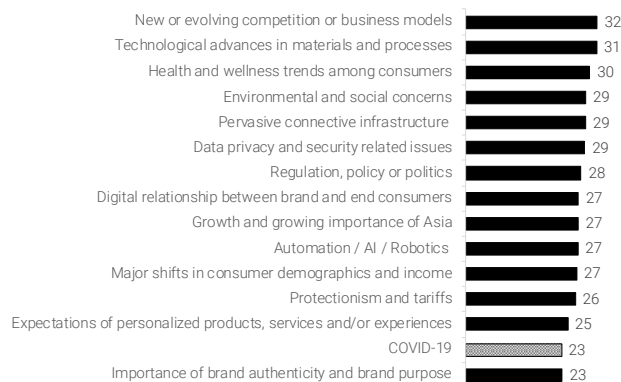 New or evolving competition or business models 32
Technological advances in materials and processes 31
Health and wellness trends among consumers 30
Environmental and social concerns 29
Pervasive connective infrastructure 29
Data privacy and security related issues 29
Regulation, policy or politics 28
Digital relationship between brand and end consumers 27
Growth and growing importance of Asia 27
Automation / AI / Robotics 27
Major shifts in consumer demographics and income 27
Protectionism and tariffs 26
Expectations of personalized products, services and/or experiences 25
COVID-19 23
Importance of brand authenticity and brand purpose 23